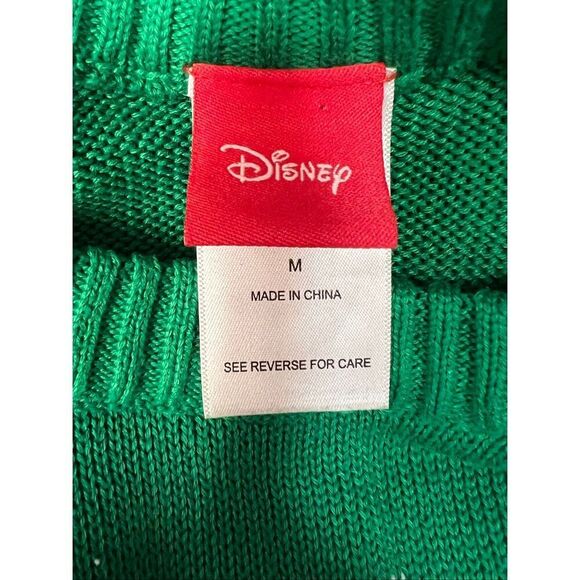 Disney
M
MADE IN CHINA
SEE REVERSE FOR CARE